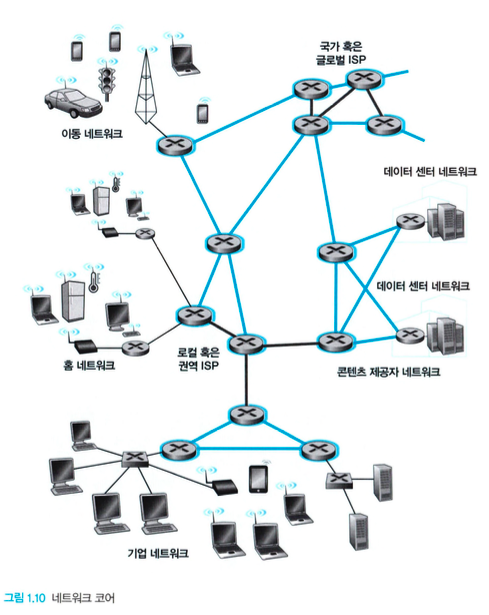 국가 혹은
글로벌 ISP
이동 네트워크
데이터 센터 네트워크
데이터 센터 네트워크
홈 네트워크
로컬 혹은
권역 ISP
콘텐츠 제공자 네트워크
기업 네트워크
그림 1.10 네트워크 코어